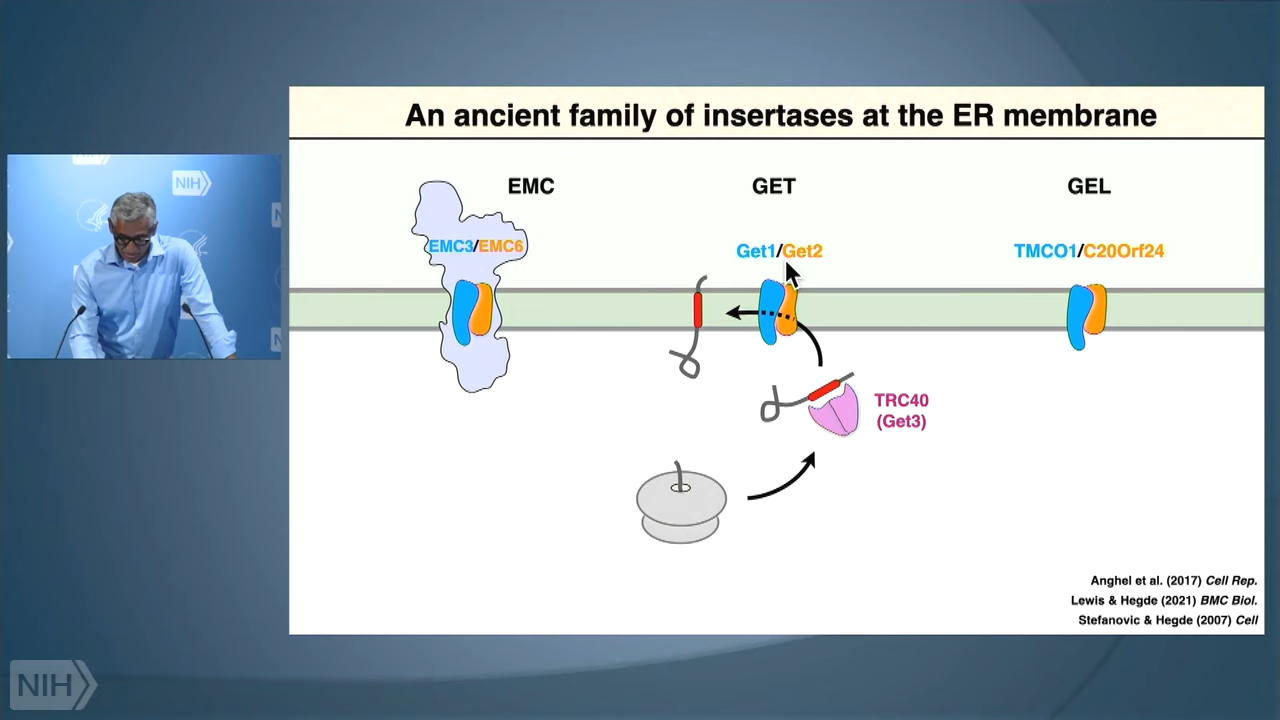 An ancient family of insertases at the ER membrane
EMC
GET
GEL
EMC3/EMC6
Get1/Get2
TMCO1/C20Orf24
TRC40
(Get3)
Anghel et al. (2017) Cell Rep.
Lewis & Hegde (2021) BMC Biol.
Stefanovic & Hegde (2007) Cell
NIH
NIH